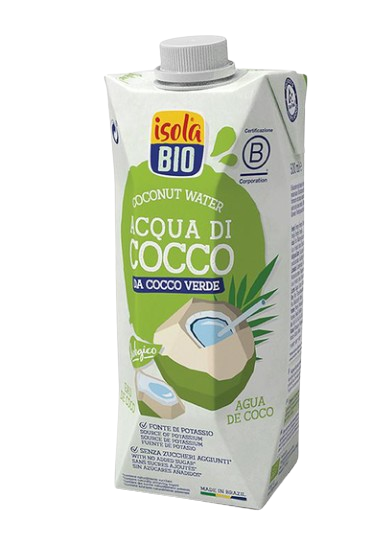 isola
BIO
Certificazione
B
Corporation
COCONUT WATER
ACQUA DI
COCCO
DA COCCO VERDE
AGUA
DE COCO
DE COCO
FONTE DI POTASSIO
SOURCE OF POTASSIUM
SOURCE DE POTASSIUM
FUENTE DE POTASIO
SENZA ZUCCHERI AGGIUNTI*
WITH NO ADDED SUGAR*
SANS SUCRES AJOUTÉS*
SIN AZÚCARES AÑADIDOS*
MADE IN BRAZIL